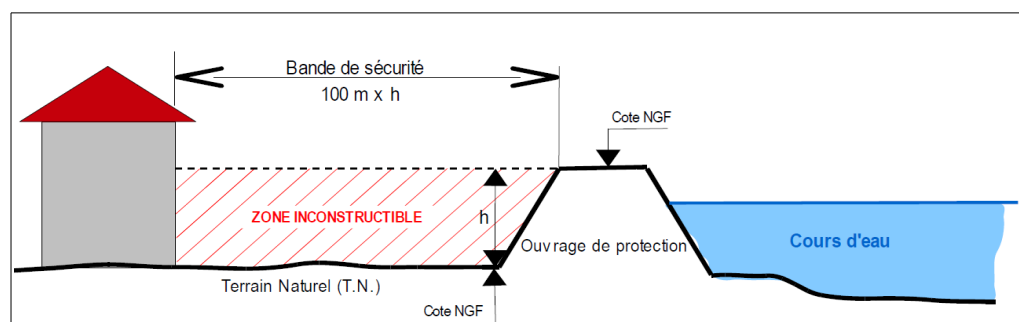 Bande de sécurité
100 m x h
Cote NGF
ZONE INCONSTRUCTIBLE
h
Ouvrage de protection
Cours d'eau
Terrain Naturel (T.N.)
Cote NGF